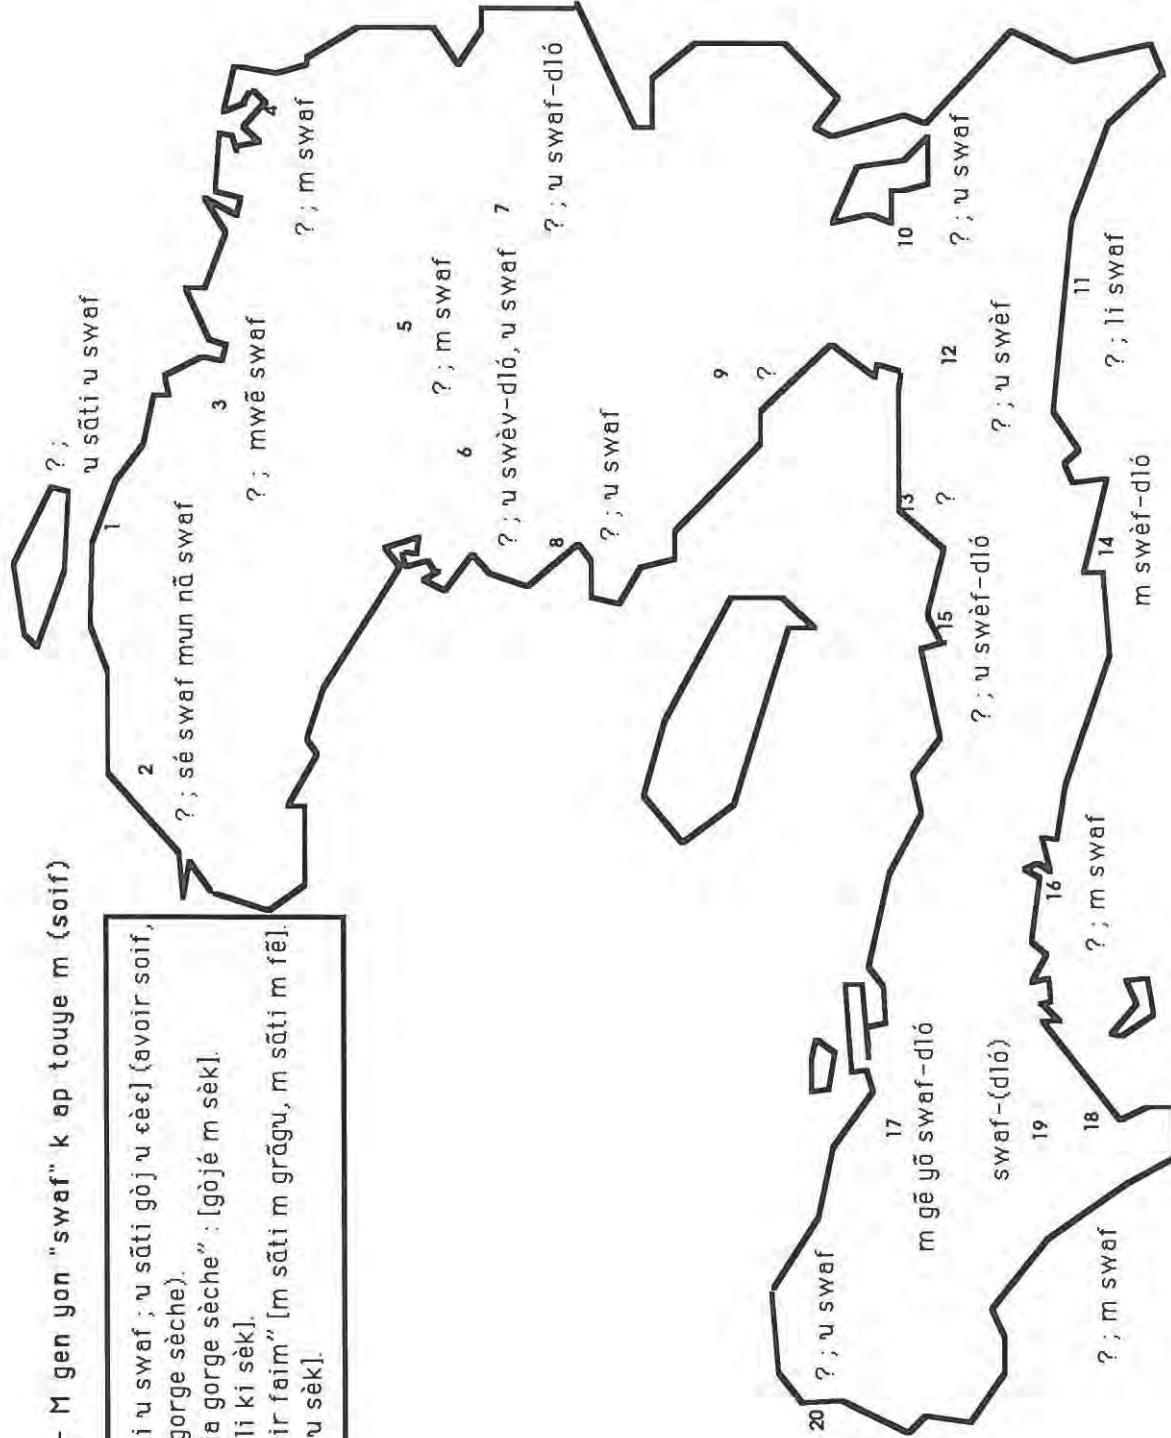 - M gen yon "swaf" k ap touye m (soif)
i u swaf ; u sãti gòj u cècl (avoir soif,
gorge sèche).
a gorge sèche" : [gòjé m sèk].
li ki sèk].
ir faim" [m sãti m grãgu, m sãti m fẽ].
u sèk].
? ;
u sãti u swaf
1
2
? ; sé swaf mun nã swaf
3
? ; mwẽ swaf
4
? ; m swaf
5
? ; m swaf
6
? ; u swèv-dló, u swaf
7
? ; u swaf-dló
8
? ; u swaf
9
?
10
? ; u swaf
11
? ; li swaf
12
? ; u swèf
13
?
14
m swèf-dló
15
? ; u swèf-dló
16
? ; m swaf
17
m gẽ yõ swaf-dló
swaf-(dló)
19
18
? ; m swaf
20
? ; u swaf